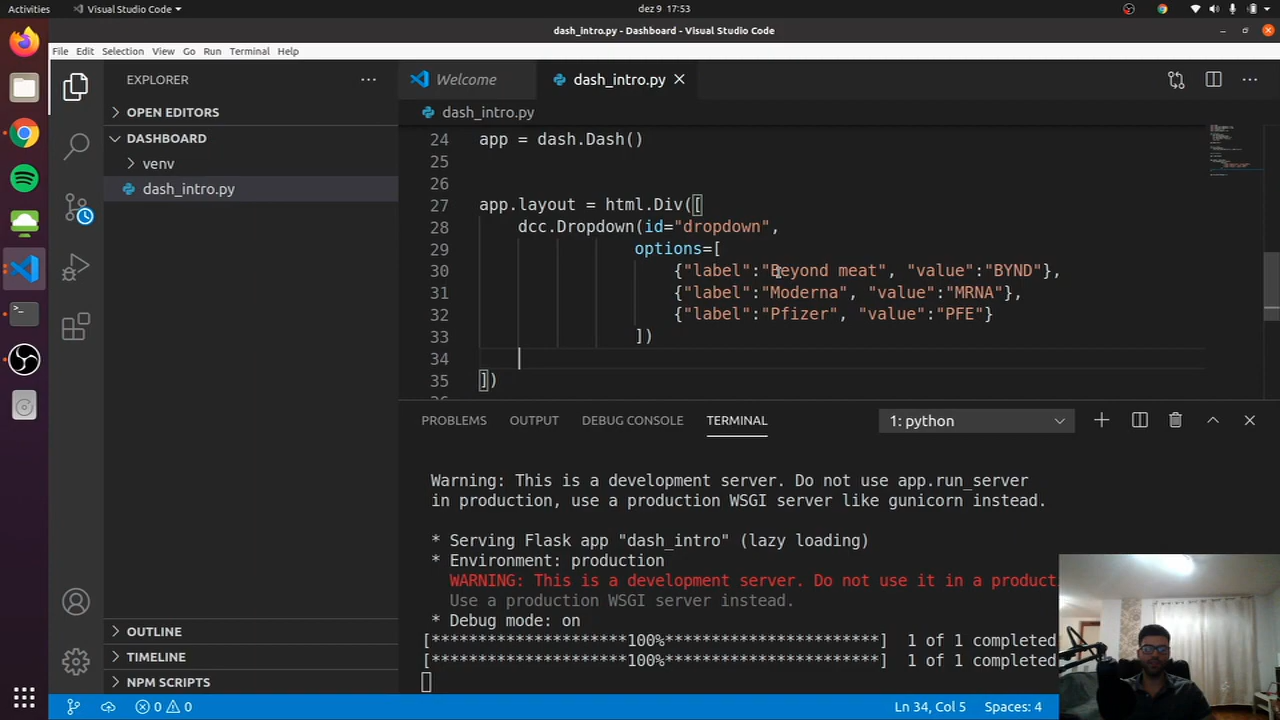 Activities
Visual Studio Code
dez 9 17:53
dash_intro.py - Dashboard - Visual Studio Code
File Edit Selection View Go Run Terminal Help
EXPLORER
OPEN EDITORS
DASHBOARD
venv
dash_intro.py
OUTLINE
TIMELINE
NPM SCRIPTS
Welcome
dash_intro.py
dash_intro.py
24 app = dash.Dash()
25
26
27 app.layout = html.Div([
28 dcc.Dropdown(id="dropdown",
29 options=[
30 {"label":"Beyond meat", "value":"BYND"},
31 {"label":"Moderna", "value":"MRNA"},
32 {"label":"Pfizer", "value":"PFE"}
33 ])
34
35 ])
PROBLEMS OUTPUT DEBUG CONSOLE TERMINAL
1: python
Warning: This is a development server. Do not use app.run_server
in production, use a production WSGI server like gunicorn instead.
* Serving Flask app "dash_intro" (lazy loading)
* Environment: production
WARNING: This is a development server. Do not use it in a product
Use a production WSGI server instead.
* Debug mode: on
[*********************100%***********************] 1 of 1 completed
[*********************100%***********************] 1 of 1 completed
0 0
Ln 34, Col 5
Spaces: 4